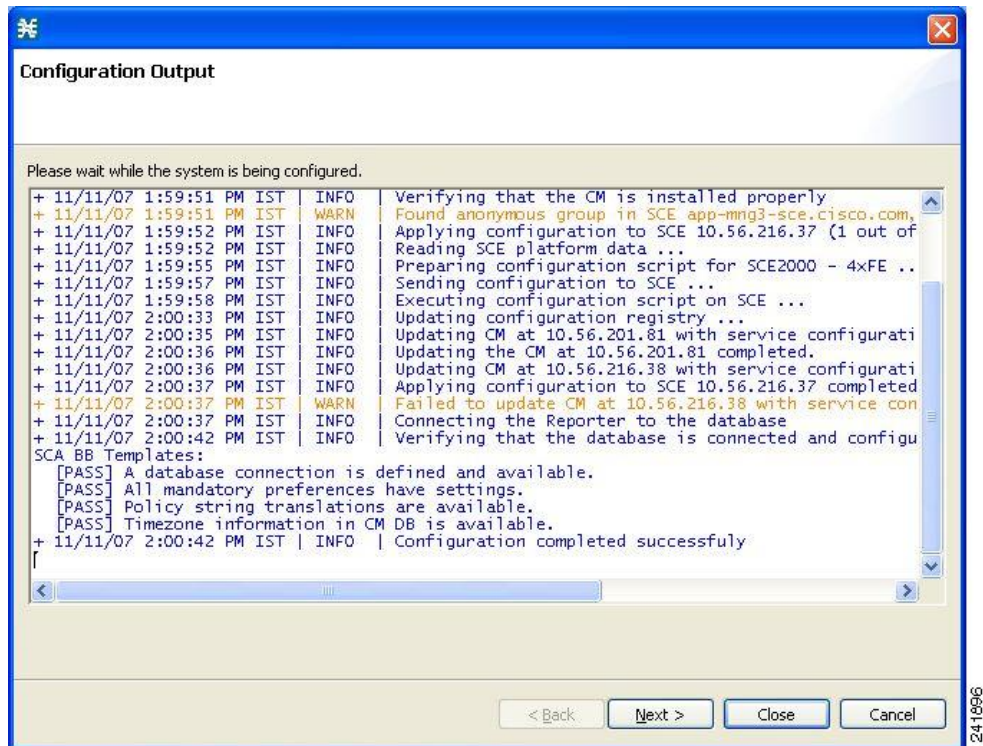 Configuration Output
Please wait while the system is being configured.
+ 11/11/07 1:59:51 PM IST | INFO | Verifying that the CM is installed properly
+ 11/11/07 1:59:51 PM IST | WARN | Found anonymous group in SCE app-mng3-sce.cisco.com,
+ 11/11/07 1:59:52 PM IST | INFO | Applying configuration to SCE 10.56.216.37 (1 out of
+ 11/11/07 1:59:52 PM IST | INFO | Reading SCE platform data ...
+ 11/11/07 1:59:55 PM IST | INFO | Preparing configuration script for SCE2000 - 4xFE ..
+ 11/11/07 1:59:57 PM IST | INFO | Sending configuration to SCE ...
+ 11/11/07 1:59:58 PM IST | INFO | Executing configuration script on SCE ...
+ 11/11/07 2:00:33 PM IST | INFO | Updating configuration registry ...
+ 11/11/07 2:00:35 PM IST | INFO | Updating CM at 10.56.201.81 with service configurati
+ 11/11/07 2:00:36 PM IST | INFO | Updating the CM at 10.56.201.81 completed.
+ 11/11/07 2:00:36 PM IST | INFO | Updating CM at 10.56.216.38 with service configurati
+ 11/11/07 2:00:37 PM IST | INFO | Applying configuration to SCE 10.56.216.37 completed
+ 11/11/07 2:00:37 PM IST | WARN | Failed to update CM at 10.56.216.38 with service con
+ 11/11/07 2:00:37 PM IST | INFO | Connecting the Reporter to the database
+ 11/11/07 2:00:42 PM IST | INFO | Verifying that the database is connected and configu
SCA BB Templates:
[PASS] A database connection is defined and available.
[PASS] All mandatory preferences have settings.
[PASS] Policy string translations are available.
[PASS] Timezone information in CM DB is available.
+ 11/11/07 2:00:42 PM IST | INFO | Configuration completed successfuly
< Back
Next >
Close
Cancel
241896